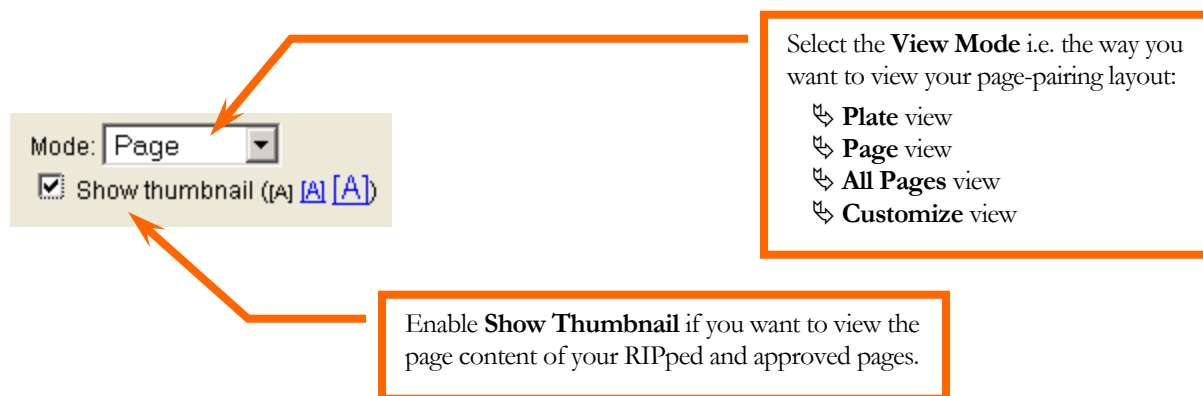 Select the View Mode i.e. the way you
want to view your page-pairing layout:
Plate view
Page view
All Pages view
Customize view
Mode: Page
Show thumbnail ([A] [A] [A])
Enable Show Thumbnail if you want to view the
page content of your RIPped and approved pages.